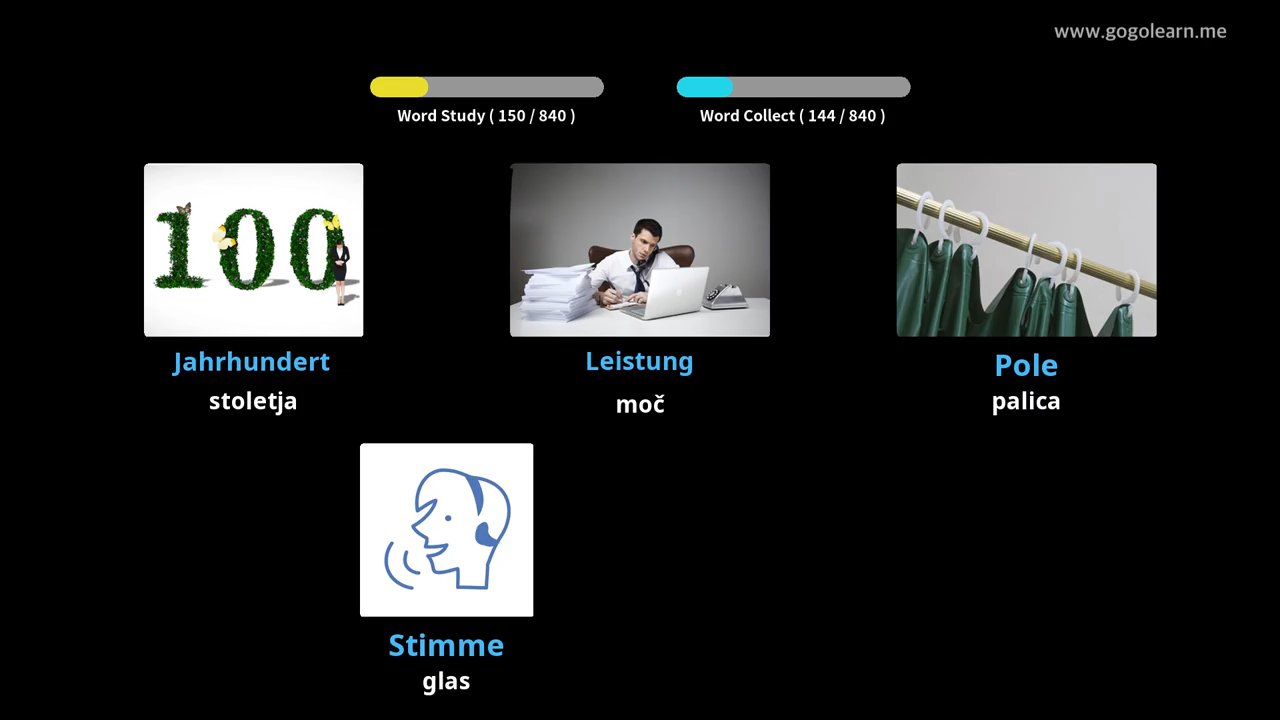 www.gogolearn.me
Word Study ( 150 / 840 )
Word Collect ( 144 / 840 )
100
Jahrhundert
stoletja
Leistung
moč
Pole
palica
Stimme
glas